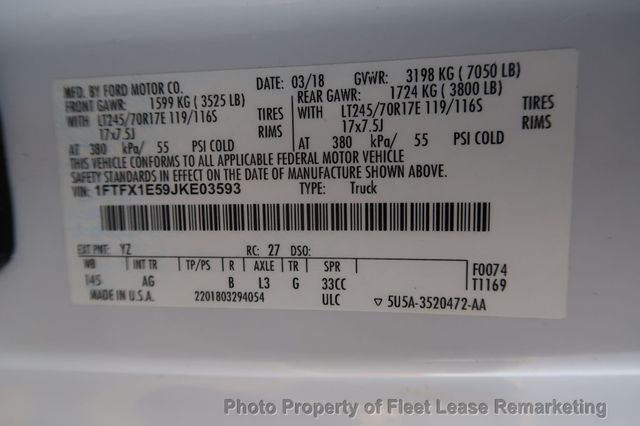 MFD. BY FORD MOTOR CO. DATE: 03/18 GVWR: 3198 KG ( 7050 LB)
FRONT GAWR: 1599 KG ( 3525 LB) REAR GAWR: 1724 KG ( 3800 LB)
WITH LT245/70R17E 119/116S TIRES WITH LT245/70R17E 119/116S TIRES
17x7.5J RIMS 17x7.5J RIMS
AT 380 kPa/ 55 PSI COLD AT 380 kPa/ 55 PSI COLD
THIS VEHICLE CONFORMS TO ALL APPLICABLE FEDERAL MOTOR VEHICLE
SAFETY STANDARDS IN EFFECT ON THE DATE OF MANUFACTURE SHOWN ABOVE.
VIN: 1FTFX1E59JKE03593 TYPE: Truck
EXT PNT: YZ RC: 27 DSO:
WB INT TR TP/PS R AXLE TR SPR F0074
145 AG B L3 G 33CC T1169
MADE IN U.S.A. 2201803294054 ULC ▽ 5U5A-3520472-AA
Photo Property of Fleet Lease Remarketing